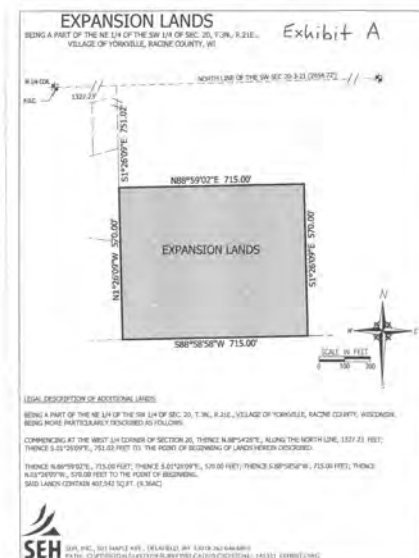 EXPANSION LANDS
Exhibit A
BEING A PART OF THE NE 1/4 OF THE SW 1/4 OF SEC. 20, T.3N., R.21E.,
VILLAGE OF YORKVILLE, RACINE COUNTY, WI
NORTH LINE OF THE SW SEC 20-3-21
W 1/4 COR.
P.O.C.
1327.23'
S1°26'09"E 751.02'
N88°59'02"E 715.00'
N1°26'09"W 570.00'
EXPANSION LANDS
S1°26'09"E 570.00'
S88°58'58"W 715.00'
N
SCALE IN FEET
0
LEGAL DESCRIPTION OF ADDITIONAL LANDS:
BEING A PART OF THE NE 1/4 OF THE SW 1/4 OF SEC. 20, T.3N., R.21E., VILLAGE OF YORKVILLE, RACINE COUNTY, WISCONSIN.
BEING MORE PARTICULARLY DESCRIBED AS FOLLOWS:
COMMENCING AT THE WEST 1/4 CORNER OF SECTION 20, THENCE ALONG THE NORTH LINE, 1327.23 FEET;
THENCE S.01°26'09"E., 751.02 FEET TO THE POINT OF BEGINNING OF LANDS HEREIN DESCRIBED.
THENCE N.88°59'02"E., 715.00 FEET; THENCE S.01°26'09"E., 570.00 FEET; THENCE S.88°58'58"W., 715.00 FEET; THENCE
N.01°26'09"W., 570.00 FEET TO THE POINT OF BEGINNING.
SAID LANDS CONTAIN SQ.FT. (9.36AC)
SEH
SEH, INC., 501 MAPLE AVE., DELAFIELD, WI